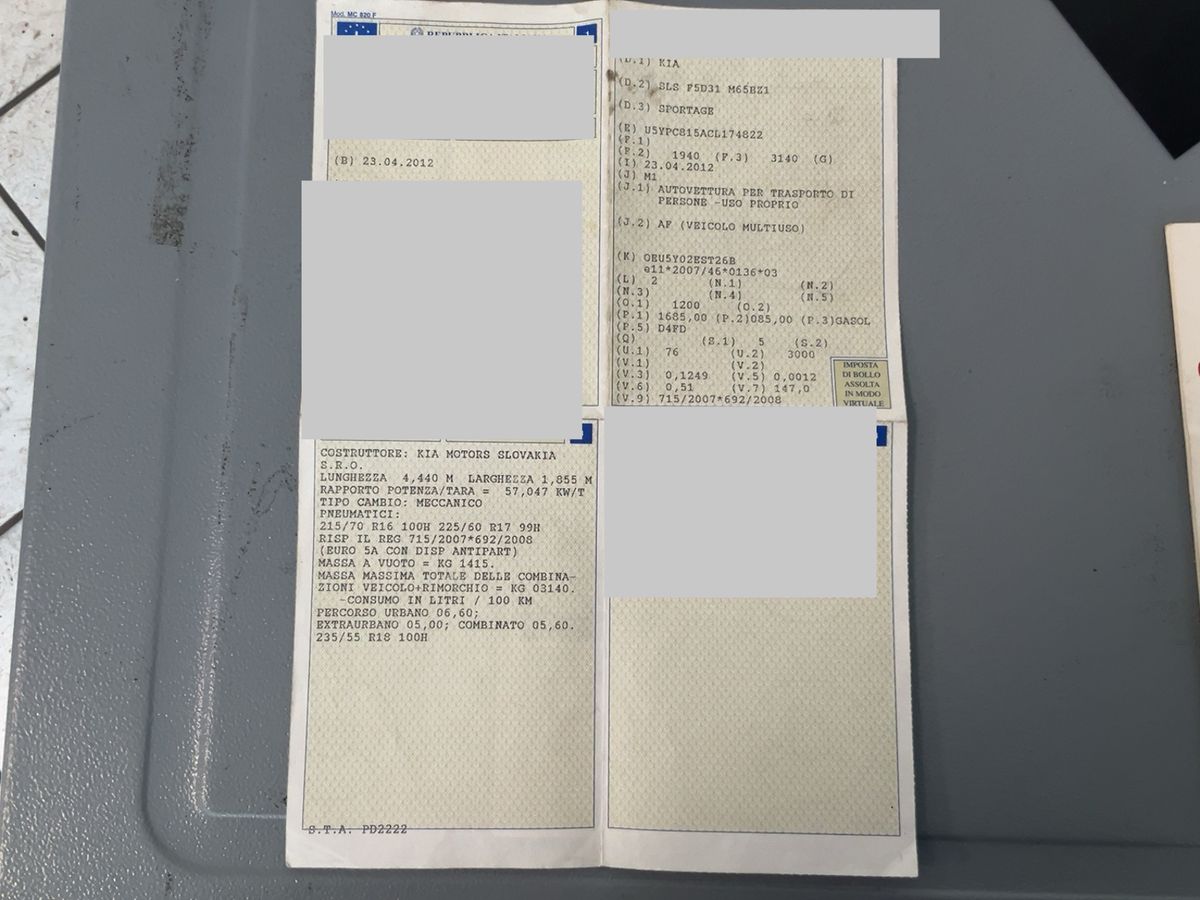 Mod. MC 820 F
(B) 23.04.2012
(D.1) KIA
(D.2) SLS F5D31 M65BZ1
(D.3) SPORTAGE
(E) U5YPC815ACL174822
(F.1)
(F.2) 1940 (F.3) 3140 (G)
(I) 23.04.2012
(J) M1
(J.1) AUTOVETTURA PER TRASPORTO DI
PERSONE -USO PROPRIO
(J.2) AF (VEICOLO MULTIUSO)
(K) OEU5Y02EST26B
e11*2007/46*0136*03
(L) 2 (N.1) (N.2)
(N.3) (N.4) (N.5)
(O.1) 1200 (O.2)
(P.1) 1685,00 (P.2)085,00 (P.3)GASOL
(P.5) D4FD
(Q) (S.1) 5 (S.2)
(U.1) 76 (U.2) 3000
(V.1) (V.2)
(V.3) 0,1249 (V.5) 0,0012
(V.6) 0,51 (V.7) 147,0
(V.9) 715/2007*692/2008
IMPOSTA
DI BOLLO
ASSOLTA
IN MODO
VIRTUALE
COSTRUTTORE: KIA MOTORS SLOVAKIA
S.R.O.
LUNGHEZZA 4,440 M LARGHEZZA 1,855 M
RAPPORTO POTENZA/TARA = 57,047 KW/T
TIPO CAMBIO: MECCANICO
PNEUMATICI:
215/70 R16 100H 225/60 R17 99H
RISP IL REG 715/2007*692/2008
(EURO 5A CON DISP ANTIPART)
MASSA A VUOTO = KG 1415.
MASSA MASSIMA TOTALE DELLE COMBINA-
ZIONI VEICOLO+RIMORCHIO = KG 03140.
-CONSUMO IN LITRI / 100 KM
PERCORSO URBANO 06,60;
EXTRAURBANO 05,00; COMBINATO 05,60.
235/55 R18 100H
S.T.A. PD2222